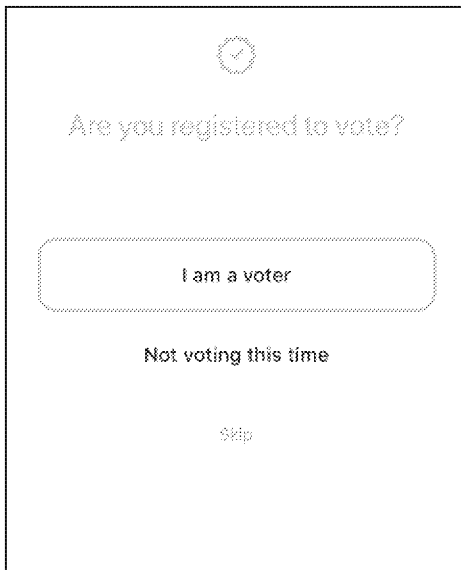 Are you registered to vote?
I am a voter
Not voting this time
Skip